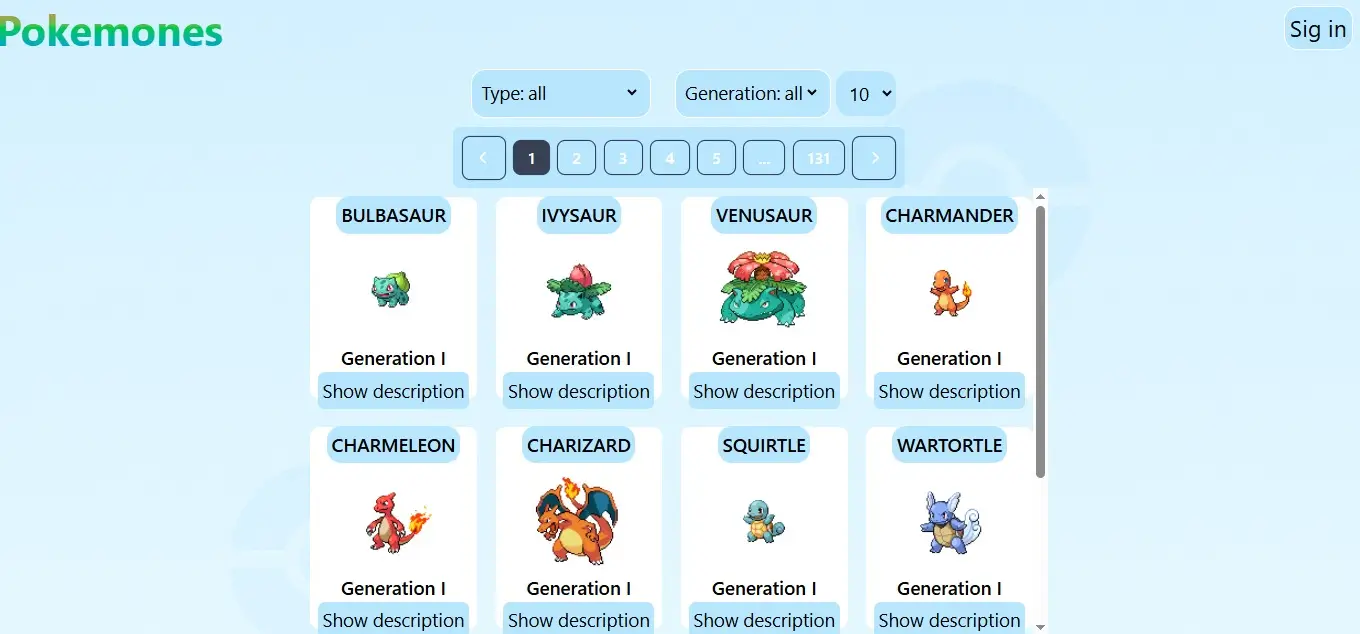 Pokemones
Sig in
Type: all
Generation: all
10
1 2 3 4 5 ... 131
BULBASAUR IVYSAUR VENUSAUR CHARMANDER
Generation I Generation I Generation I Generation I
Show description Show description Show description Show description
CHARMELEON CHARIZARD SQUIRTLE WARTORTLE
Generation I Generation I Generation I Generation I
Show description Show description Show description Show description